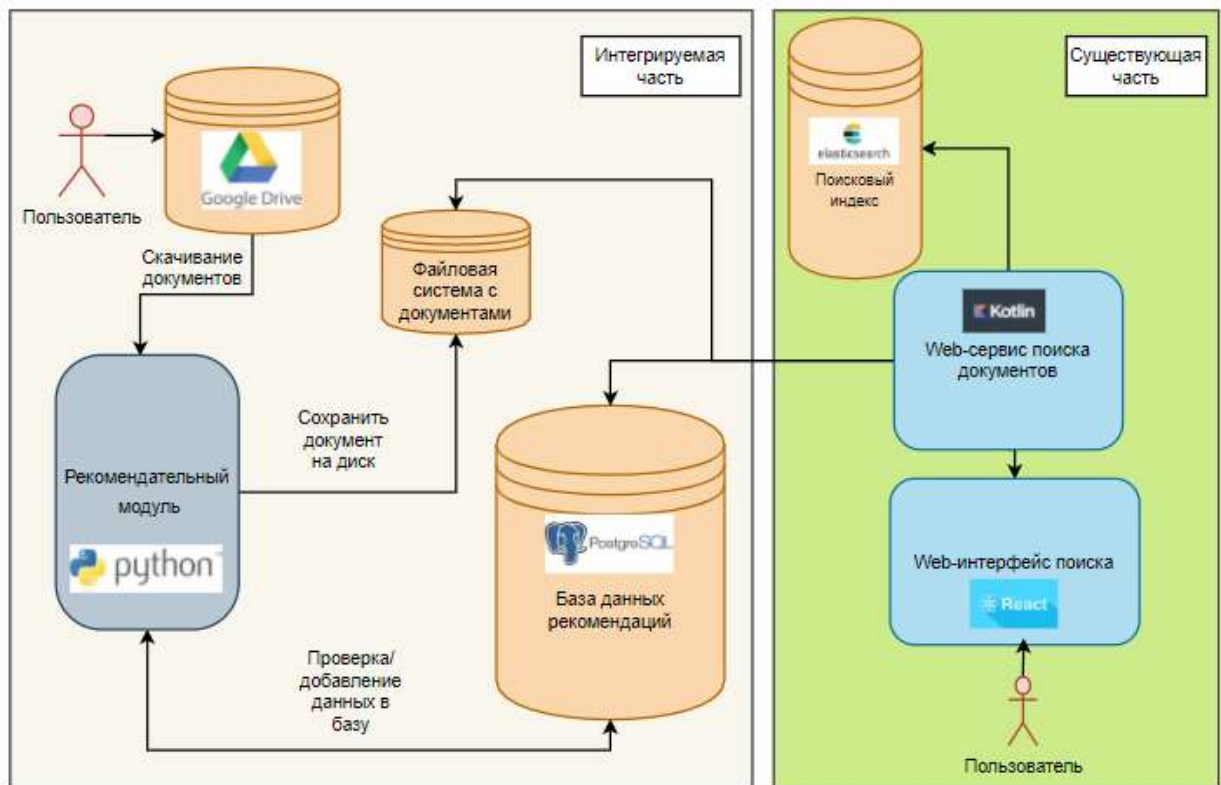 Интегрируемая
часть
Google Drive
Пользователь
Скачивание
документов
Файловая
система с
документами
Рекомендательный
модуль
python
Сохранить
документ
на диск
PostgreSQL
База данных
рекомендаций
Проверка/
добавление
данных в
базу
Существующая
часть
elasticsearch
Поисковый
индекс
Kotlin
Web-сервис поиска
документов
Web-интерфейс поиска
React
Пользователь